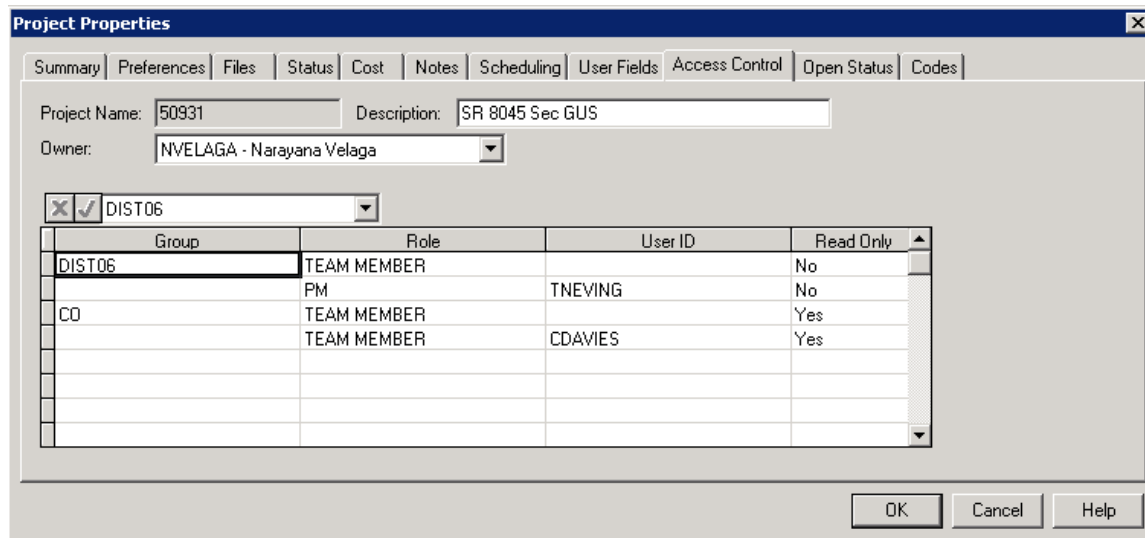 Project Properties
Summary Preferences Files Status Cost Notes Scheduling User Fields Access Control Open Status Codes
Project Name: 50931 Description: SR 8045 Sec GUS
Owner: NVELAGA - Narayana Velaga
DIST06
Group Role User ID Read Only
DIST06 TEAM MEMBER No
PM TNEVING No
CO TEAM MEMBER Yes
TEAM MEMBER CDAVIES Yes
OK Cancel Help